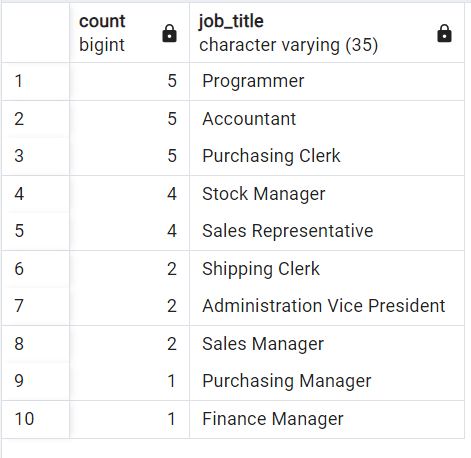 count job_title
bigint character varying (35)
1 5 Programmer
2 5 Accountant
3 5 Purchasing Clerk
4 4 Stock Manager
5 4 Sales Representative
6 2 Shipping Clerk
7 2 Administration Vice President
8 2 Sales Manager
9 1 Purchasing Manager
10 1 Finance Manager